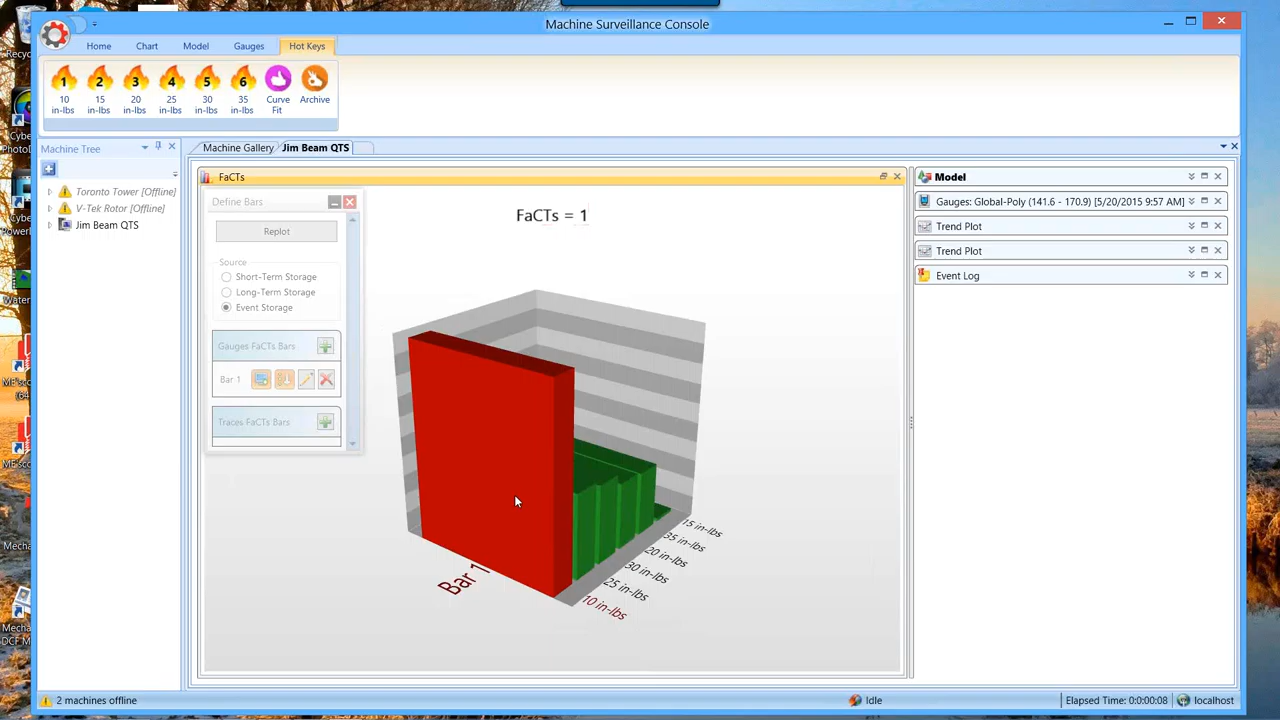 Machine Surveillance Console
Home
Chart
Model
Gauges
Hot Keys
1
2
3
4
5
6
10
in-lbs
15
in-lbs
20
in-lbs
25
in-lbs
30
in-lbs
35
in-lbs
Curve
Fit
Archive
Machine Tree
Toronto Tower [Offline]
V-Tek Rotor [Offline]
Jim Beam QTS
Machine Gallery
Jim Beam QTS
FaCTs
Define Bars
Replot
Source
Short-Term Storage
Long-Term Storage
Event Storage
Gauges FaCTs Bars
Bar 1
Traces FaCTs Bars
FaCTs = 1
15 in-lbs
35 in-lbs
20 in-lbs
30 in-lbs
25 in-lbs
10 in-lbs
Bar 1
Model
Gauges: Global-Poly (141.6 - 170.9) [5/20/2015 9:57 AM]
Trend Plot
Trend Plot
Event Log
2 machines offline
Idle
Elapsed Time: 0:0:00:08
localhost